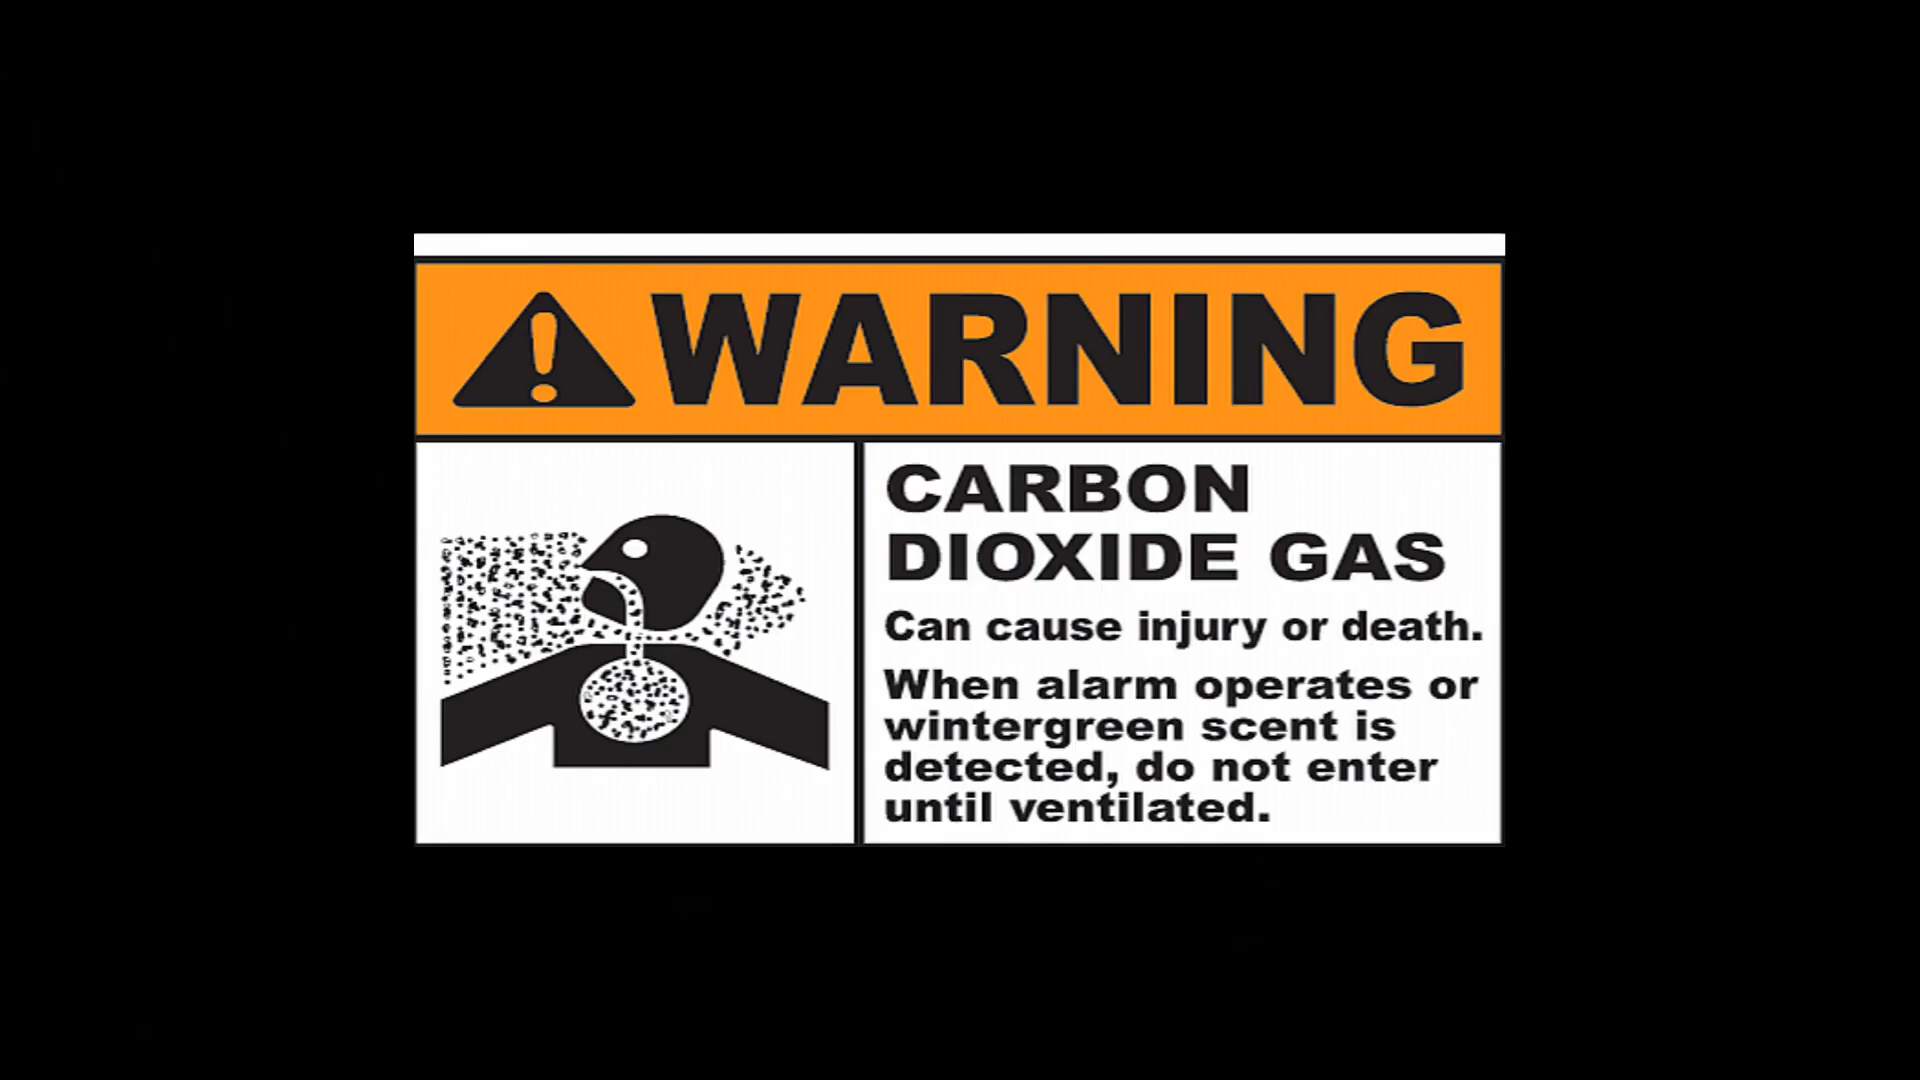 WARNING
CARBON
DIOXIDE GAS
Can cause injury or death.
When alarm operates or
wintergreen scent is
detected, do not enter
until ventilated.